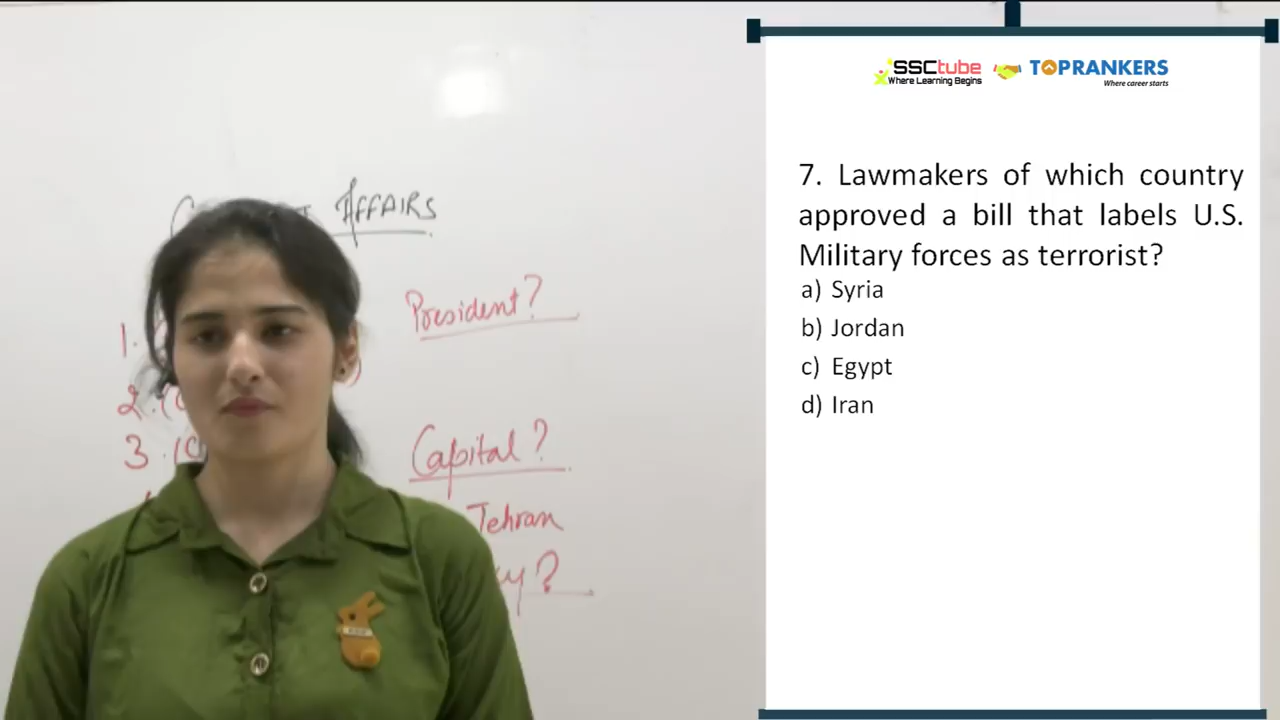 SSCtube
Where Learning Begins
TOPRANKERS
Where career starts
7. Lawmakers of which country
approved a bill that labels U.S.
Military forces as terrorist?
a) Syria
b) Jordan
c) Egypt
d) Iran
AFFAIRS
President?
1.
2.
3.
Capital?
Tehran